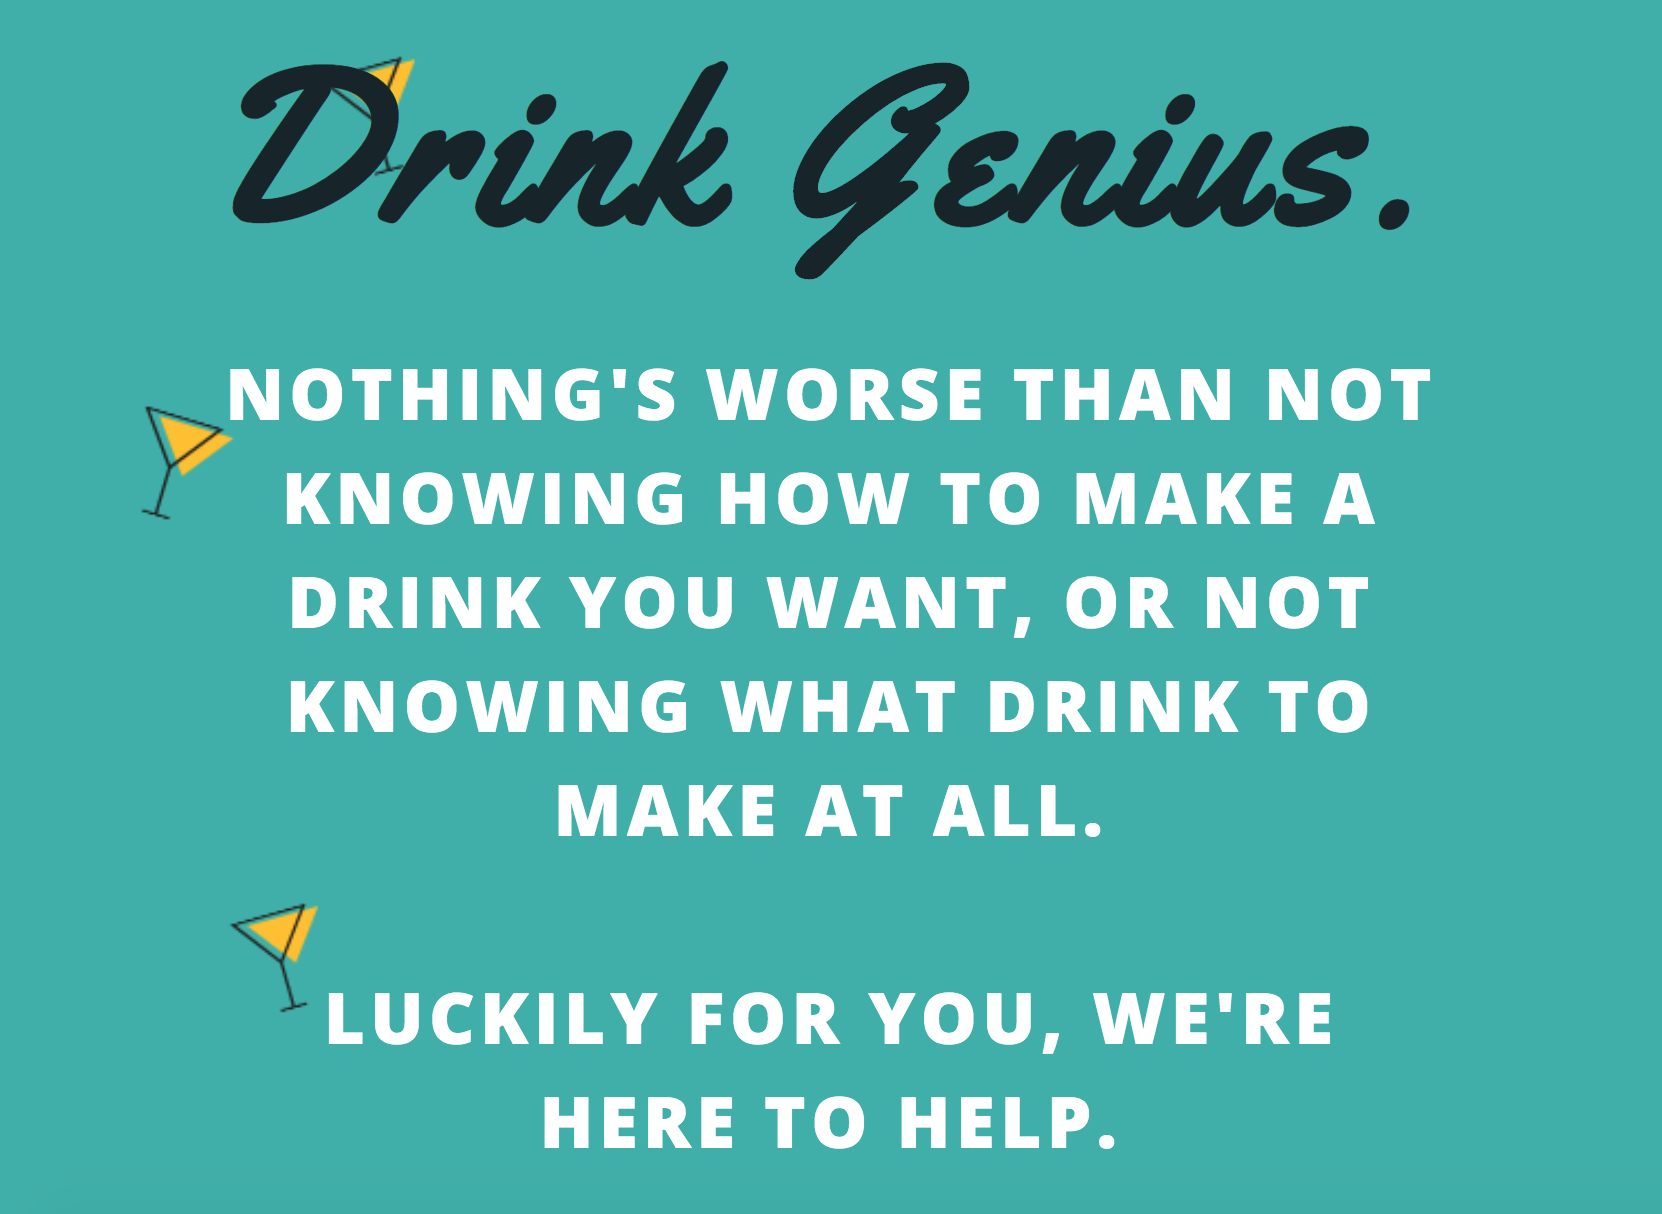 Drink Genius.
NOTHING'S WORSE THAN NOT
KNOWING HOW TO MAKE A
DRINK YOU WANT, OR NOT
KNOWING WHAT DRINK TO
MAKE AT ALL.
LUCKILY FOR YOU, WE'RE
HERE TO HELP.